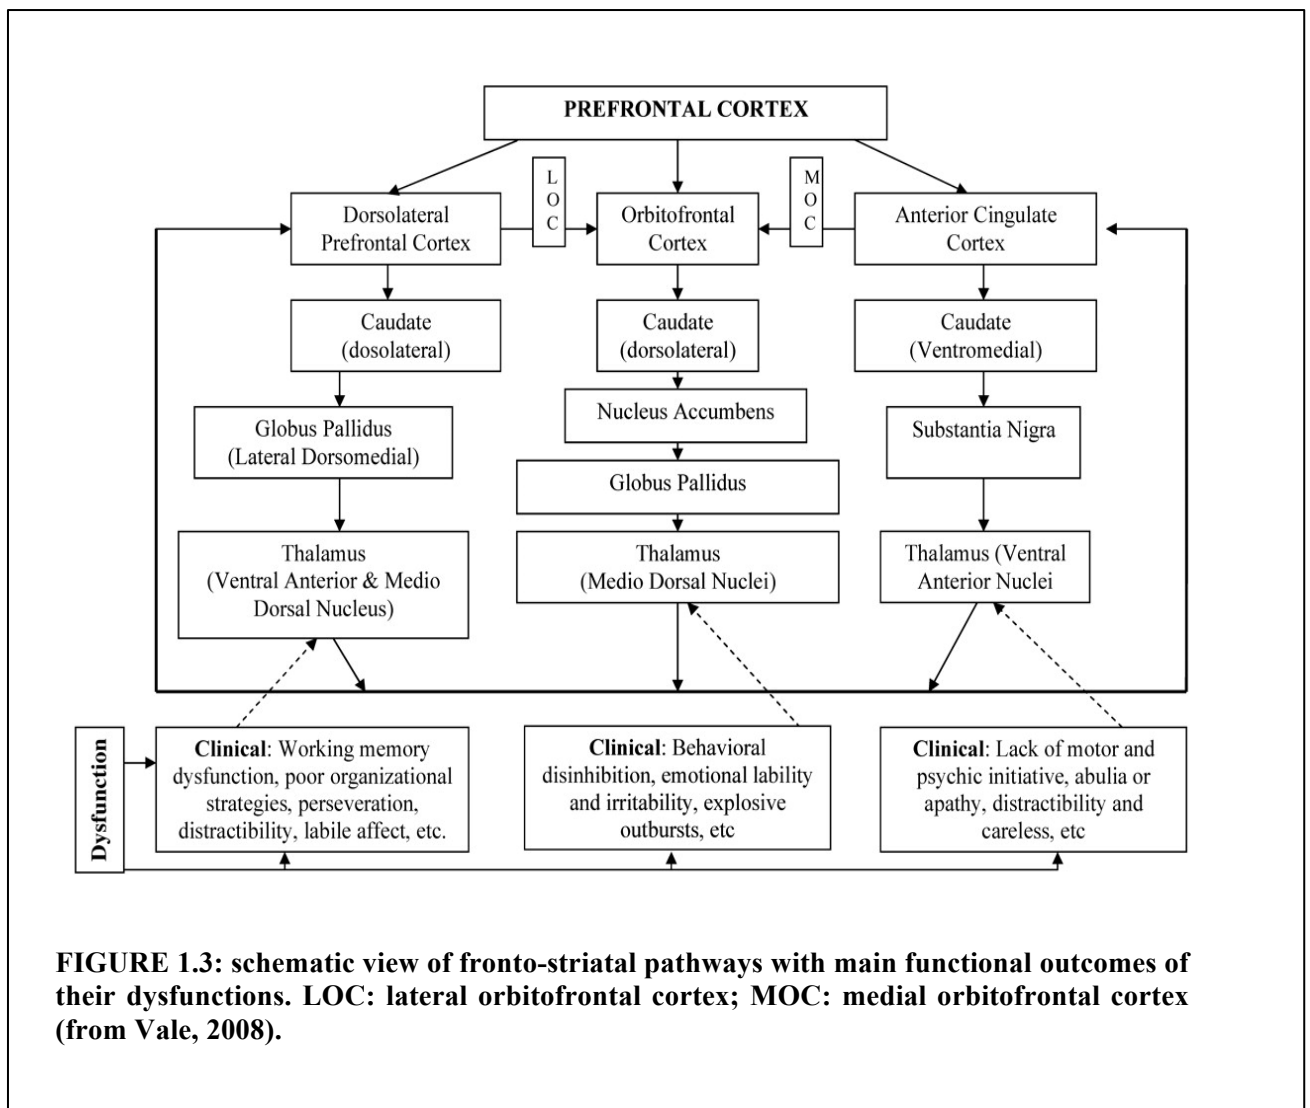 PREFRONTAL CORTEX
L
O
C
M
O
C
Dorsolateral
Prefrontal Cortex
Orbitofrontal
Cortex
Anterior Cingulate
Cortex
Caudate
(dosolateral)
Caudate
(dorsolateral)
Caudate
(Ventromedial)
Globus Pallidus
(Lateral Dorsomedial)
Nucleus Accumbens
Substantia Nigra
Globus Pallidus
Thalamus
(Ventral Anterior & Medio
Dorsal Nucleus)
Thalamus
(Medio Dorsal Nuclei)
Thalamus (Ventral
Anterior Nuclei
Dysfunction
Clinical: Working memory
dysfunction, poor organizational
strategies, perseveration,
distractibility, labile affect, etc.
Clinical: Behavioral
disinhibition, emotional lability
and irritability, explosive
outbursts, etc
Clinical: Lack of motor and
psychic initiative, abulia or
apathy, distractibility and
careless, etc
FIGURE 1.3: schematic view of fronto-striatal pathways with main functional outcomes of
their dysfunctions. LOC: lateral orbitofrontal cortex; MOC: medial orbitofrontal cortex
(from Vale, 2008).